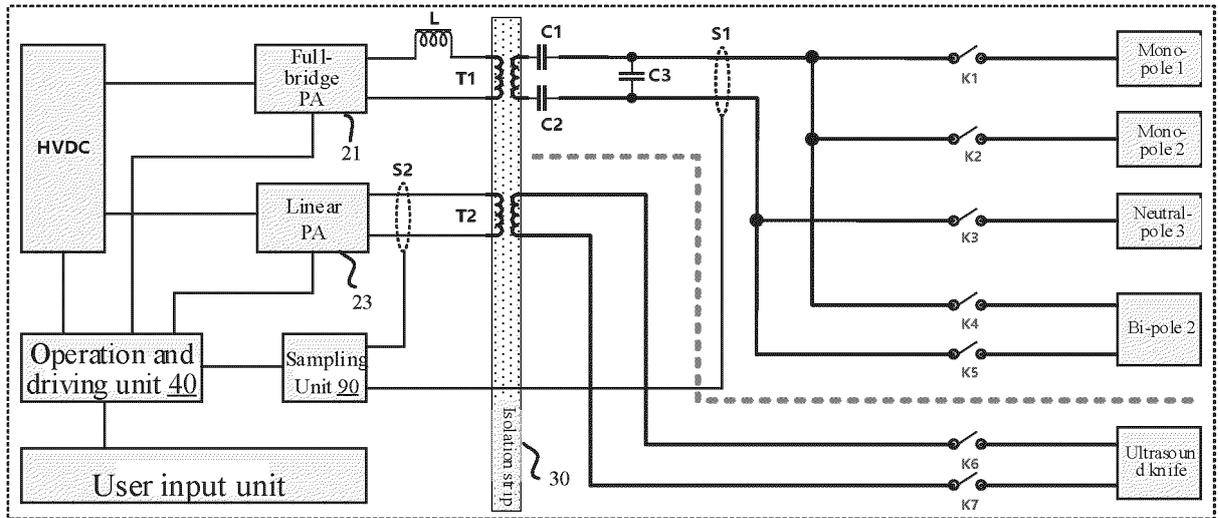 L
C1
S1
Full-
bridge
PA
T1
C3
K1
Mono-
pole 1
HVDC
C2
21
K2
Mono-
pole 2
S2
Linear
PA
T2
K3
Neutral-
pole 3
23
K4
Bi-pole 2
Operation and
driving unit 40
Sampling
Unit 90
K5
Isolation strip
30
User input unit
K6
Ultrasoun
d knife
K7